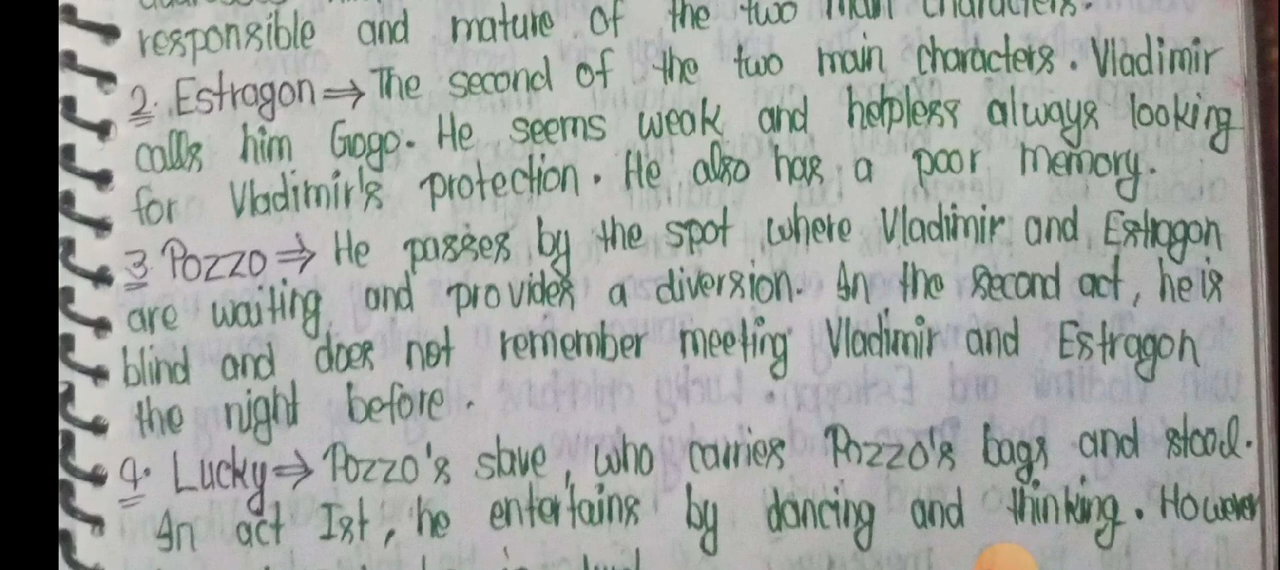 responsible and mature of the two main characters.
2. Estragon ⇒ The second of the two main characters. Vladimir
calls him Gogo. He seems weak and helpless always looking
for Vladimir's protection. He also has a poor memory.
3. Pozzo ⇒ He passes by the spot where Vladimir and Estragon
are waiting and provides a diversion. In the second act, he is
blind and does not remember meeting Vladimir and Estragon
the night before.
4. Lucky ⇒ Pozzo's slave, who carries Pozzo's bags and stool.
In act Ist, he entertains by dancing and thinking. However